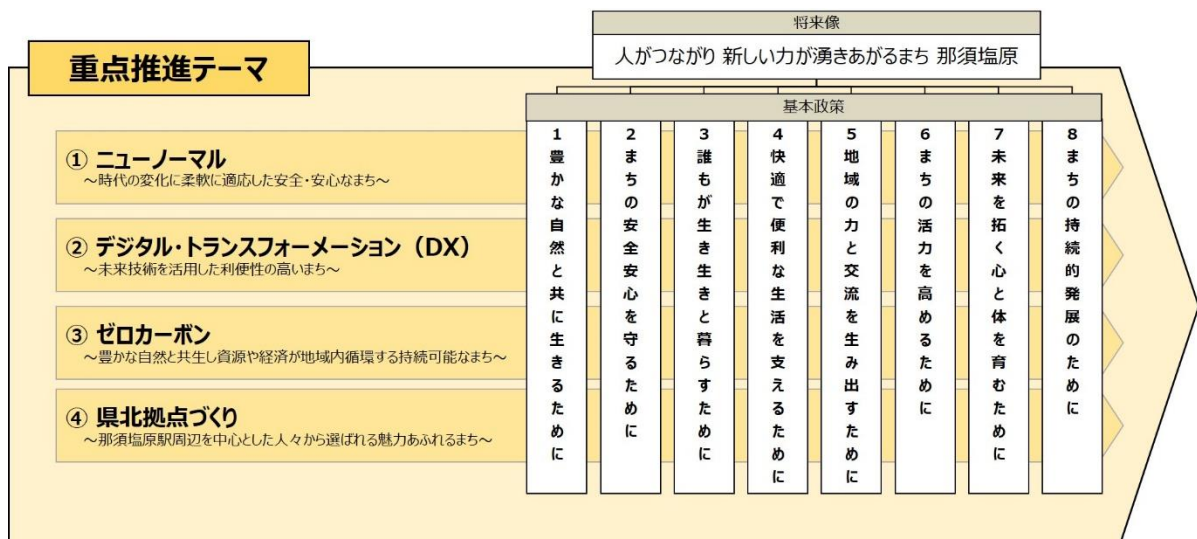 将来像
人がつながり 新しい力が湧きあがるまち 那須塩原
重点推進テーマ
基本政策
① ニューノーマル
～時代の変化に柔軟に適応した安全・安心なまち～
② デジタル・トランスフォーメーション（DX）
～未来技術を活用した利便性の高いまち～
③ ゼロカーボン
～豊かな自然と共生し資源や経済が地域内循環する持続可能なまち～
④ 県北拠点づくり
～那須塩原駅周辺を中心とした人々から選ばれる魅力あふれるまち～
1豊かな自然と共に生きるために
2まちの安全安心を守るために
3誰もが生き生きと暮らすために
4快適で便利な生活を支えるために
5地域の力と交流を生み出すために
6まちの活力を高めるために
7未来を拓く心と体を育むために
8まちの持続的発展のために